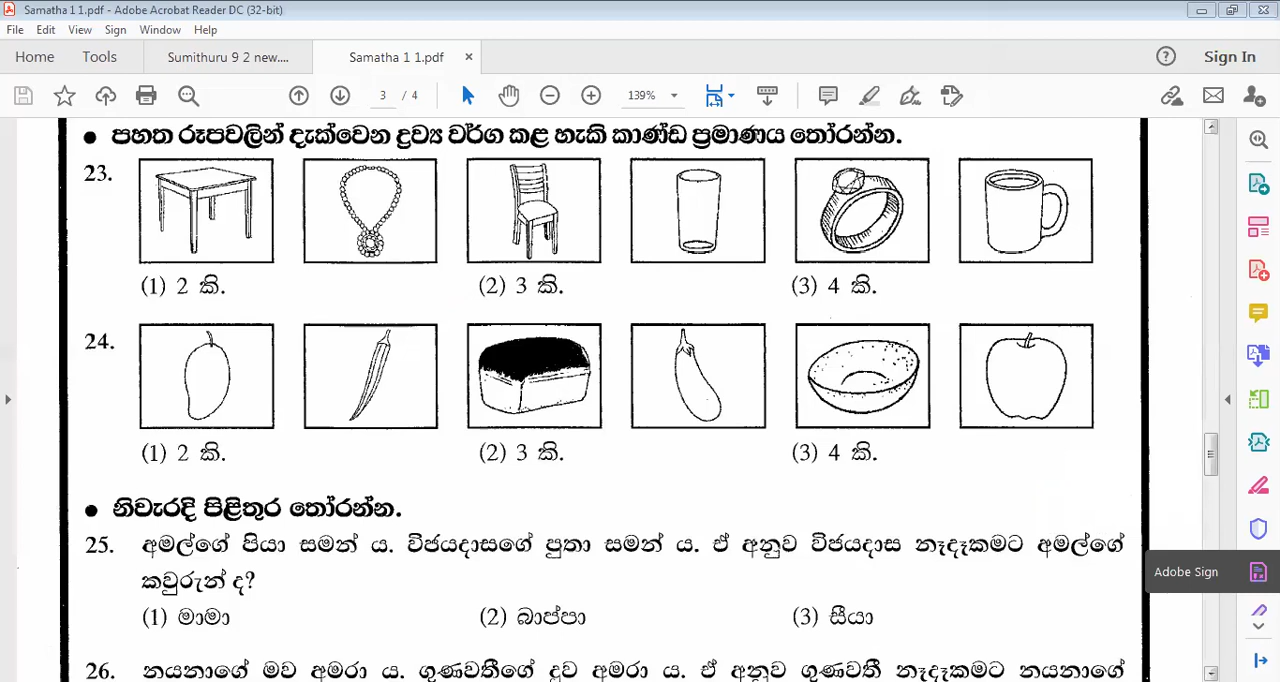 Samatha 1 1.pdf - Adobe Acrobat Reader DC (32-bit)
File Edit View Sign Window Help
Home Tools Sumithuru 9 2 new.... Samatha 1 1.pdf × Sign In
3 / 4 139%
• පහත රූපවලින් දැක්වෙන ද්‍රව්‍ය වර්ග කළ හැකි කාණ්ඩ ප්‍රමාණය තෝරන්න.
23.
(1) 2 කි. (2) 3 කි. (3) 4 කි.
24.
(1) 2 කි. (2) 3 කි. (3) 4 කි.
• නිවැරදි පිළිතුර තෝරන්න.
25. අමල්ගේ පියා සමන් ය. විජයදාසගේ පුතා සමන් ය. ඒ අනුව විජයදාස නෑදෑකමට අමල්ගේ
කවුරුන් ද?
Adobe Sign
(1) මාමා (2) බාප්පා (3) සීයා
26. නයනාගේ මව අමරා ය. ගුණවතීගේ දුව අමරා ය. ඒ අනුව ගුණවතී නෑදෑකමට නයනාගේ